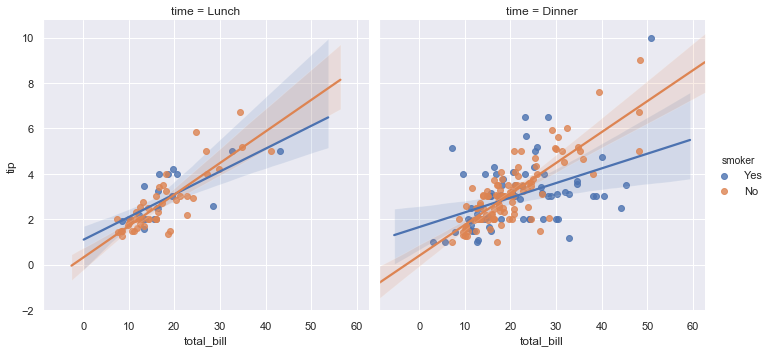 time = Lunch
time = Dinner
10
8
6
4
2
0
−2
tip
0 10 20 30 40 50 60
0 10 20 30 40 50 60
total_bill
total_bill
smoker
Yes
No